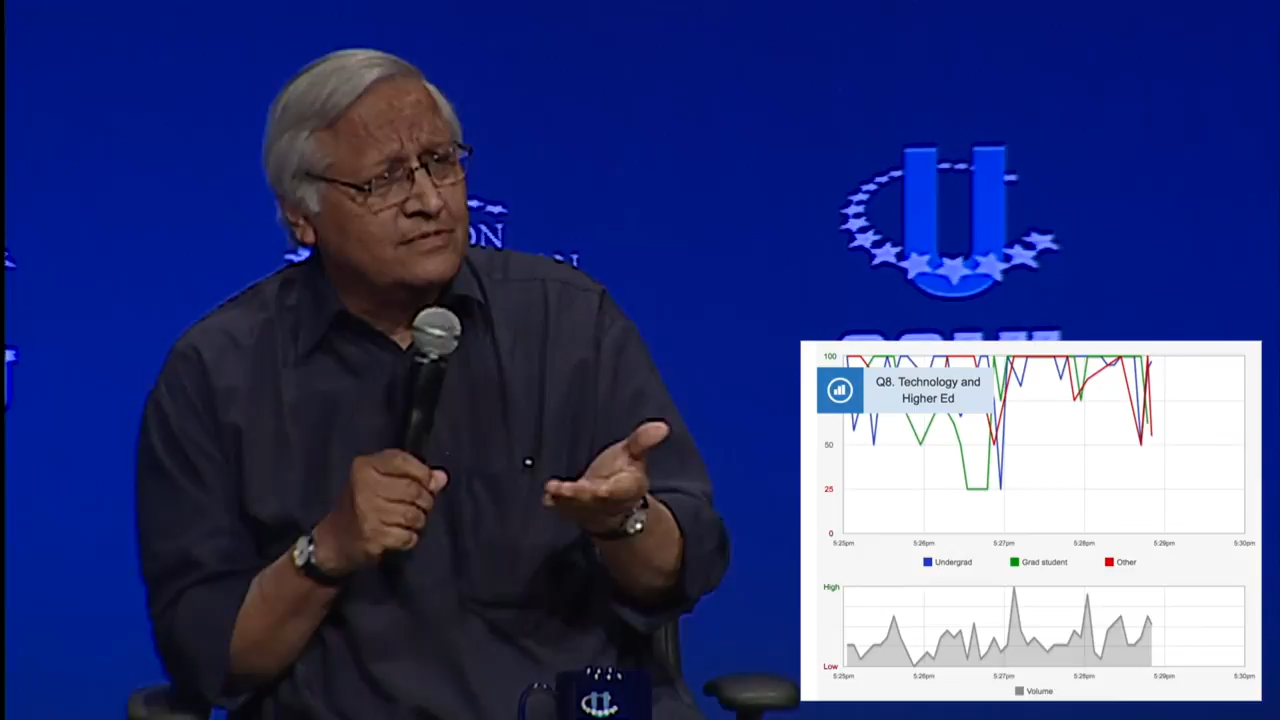 ON
N
U
100
Q8. Technology and
Higher Ed
50
25
0
5:25pm 5:26pm 5:27pm 5:28pm 5:29pm 5:30pm
Undergrad Grad student Other
High
Low
5:25pm 5:26pm 5:27pm 5:28pm 5:29pm 5:30pm
Volume